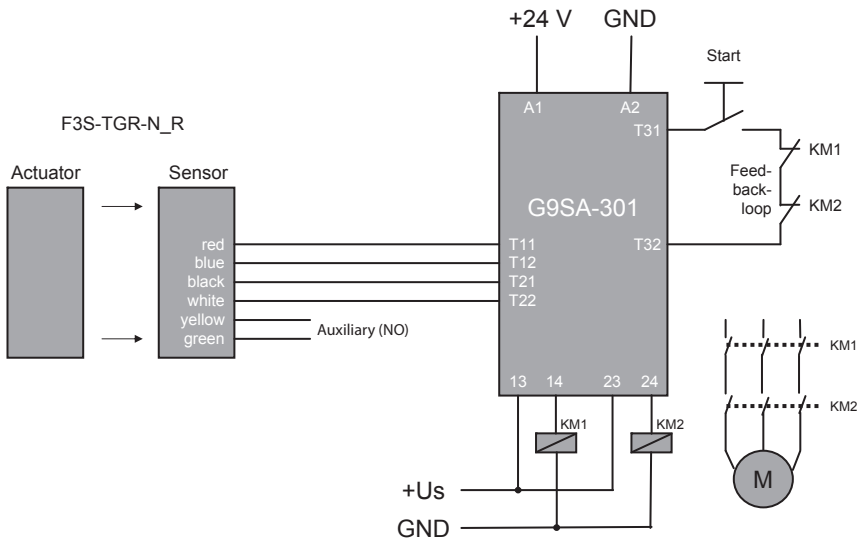 +24 V GND
Start
F3S-TGR-N_R
A1 A2
T31
Actuator Sensor
KM1
Feed-
back-
loop
KM2
G9SA-301
red T11 T32
blue T12
black T21
white T22
yellow
green
Auxiliary (NO)
KM1
13 14 23 24
KM2
KM1 KM2
M
+Us
GND